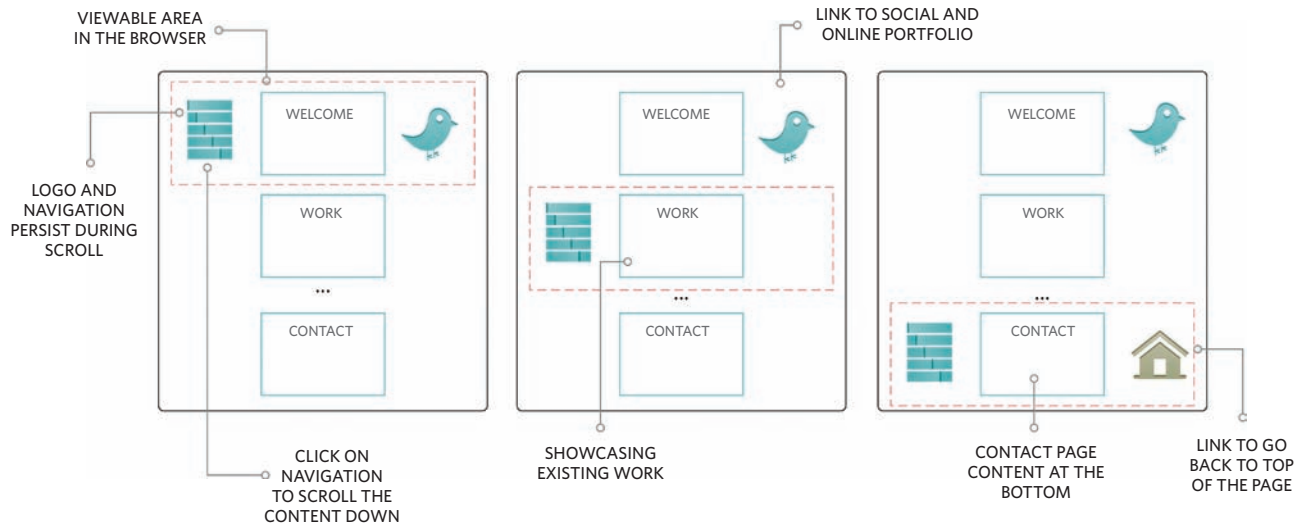 VIEWABLE AREA
IN THE BROWSER
LINK TO SOCIAL AND
ONLINE PORTFOLIO
WELCOME
WORK
...
CONTACT
WELCOME
WORK
...
CONTACT
WELCOME
WORK
...
CONTACT
LOGO AND
NAVIGATION
PERSIST DURING
SCROLL
CLICK ON
NAVIGATION
TO SCROLL THE
CONTENT DOWN
SHOWCASING
EXISTING WORK
CONTACT PAGE
CONTENT AT THE
BOTTOM
LINK TO GO
BACK TO TOP
OF THE PAGE